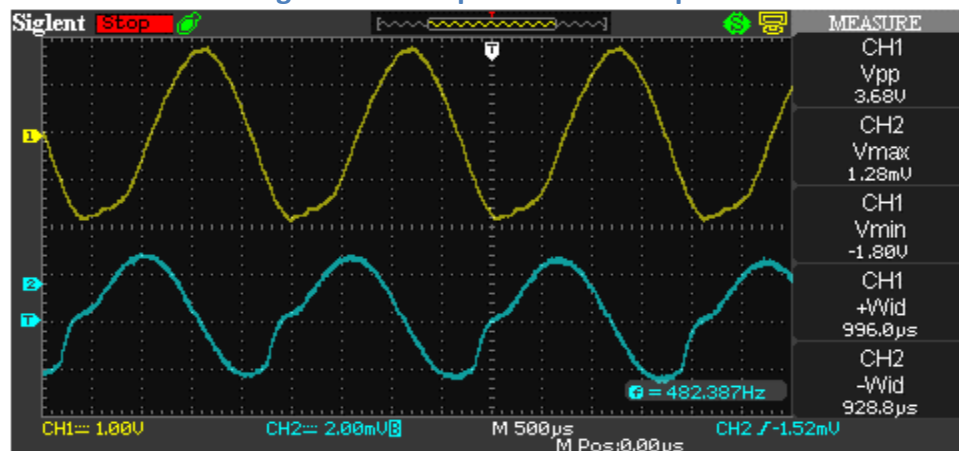 Siglent Stop T S MEASURE
CH1
Vpp
3.68V
CH2
Vmax
1.28mV
CH1
Vmin
-1.80V
CH1
+Wid
996.0µs
CH2
-Wid
928.8µs
1
2
T
f = 482.387Hz
CH1 1.00V CH2 2.00mV B M 500µs CH2 -1.52mV
M Pos:0.00µs